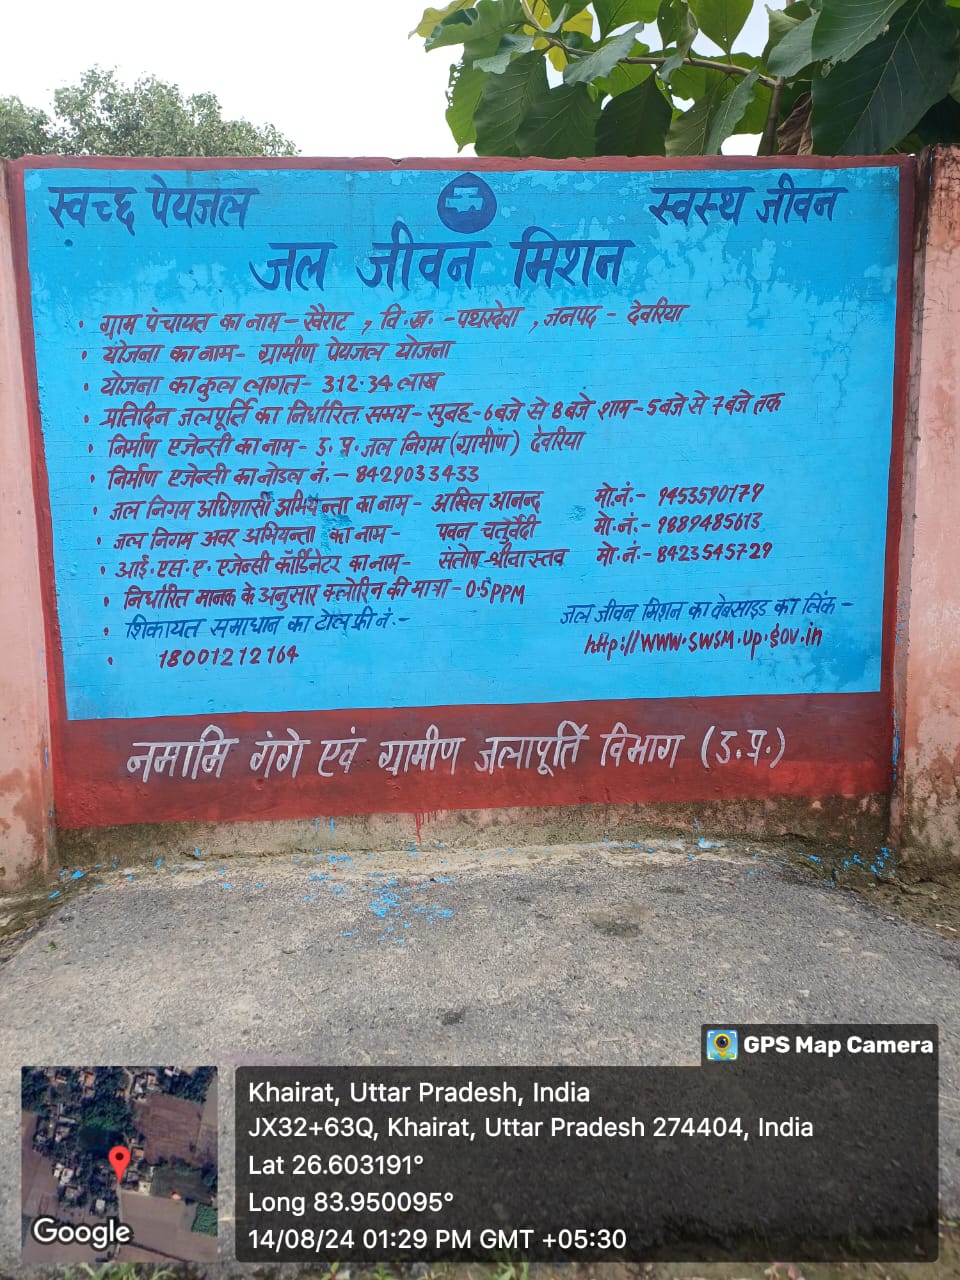 स्वच्छ पेयजल स्वस्थ जीवन
जल जीवन मिशन
• ग्राम पंचायत का नाम - खैराट , वि.ख. - पथरदेवा , जनपद - देवरिया
• योजना का नाम - ग्रामीण पेयजल योजना
• योजना का कुल लागत - 312.34 लाख
• प्रतिदिन जलपूर्ति का निर्धारित समय - सुबह - 6 बजे से 8 बजे शाम - 5 बजे से 7 बजे तक
• निर्माण एजेन्सी का नाम - उ. प्र. जल निगम (ग्रामीण) देवरिया
• निर्माण एजेन्सी का नोडल नं. - 8429033433
• जल निगम अधिशासी अभियन्ता का नाम - अखिल आनन्द मो.नं. - 9453590179
• जल निगम अवर अभियन्ता का नाम - पवन चतुर्वेदी मो.नं. - 9889485613
• आई.एस.ए. एजेन्सी कॉर्डिनेटर का नाम - संतोष श्रीवास्तव मो.नं. - 8423545729
• निर्धारित मानक के अनुसार क्लोरिन की मात्रा - 0.5PPM
• शिकायत समाधान का टोल फ्री नं. -
• 18001212164
जल जीवन मिशन का वेबसाइड का लिंक -
http://www.swsm.up.gov.in
नमामि गंगे एवं ग्रामीण जलापूर्ति विभाग (उ.प्र.)
GPS Map Camera
Khairat, Uttar Pradesh, India
JX32+63Q, Khairat, Uttar Pradesh 274404, India
Lat 26.603191°
Long 83.950095°
14/08/24 01:29 PM GMT +05:30
Google